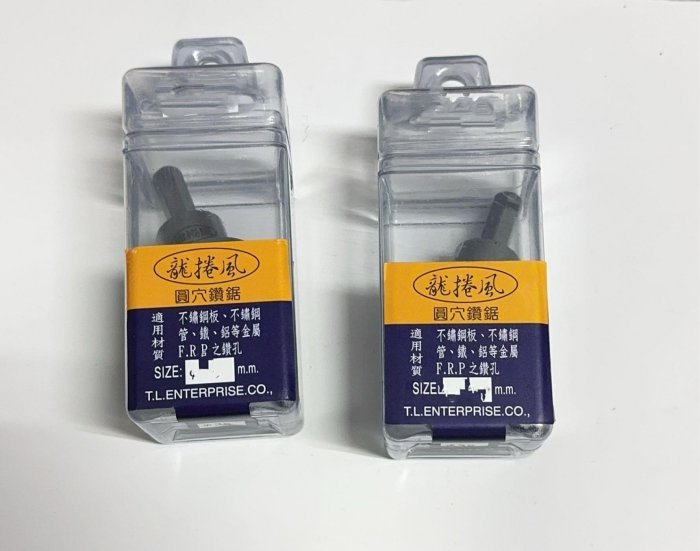 龍捲風
圓穴鑽鋸
適用材質
不鏽鋼板、不鏽鋼
管、鐵、鋁等金屬
F.R.P之鑽孔
SIZE: m.m.
T.L.ENTERPRISE.CO.,
龍捲風
圓穴鑽鋸
適用材質
不鏽鋼板、不鏽鋼
管、鐵、鋁等金屬
F.R.P之鑽孔
SIZE: m.m.
T.L.ENTERPRISE.CO.,